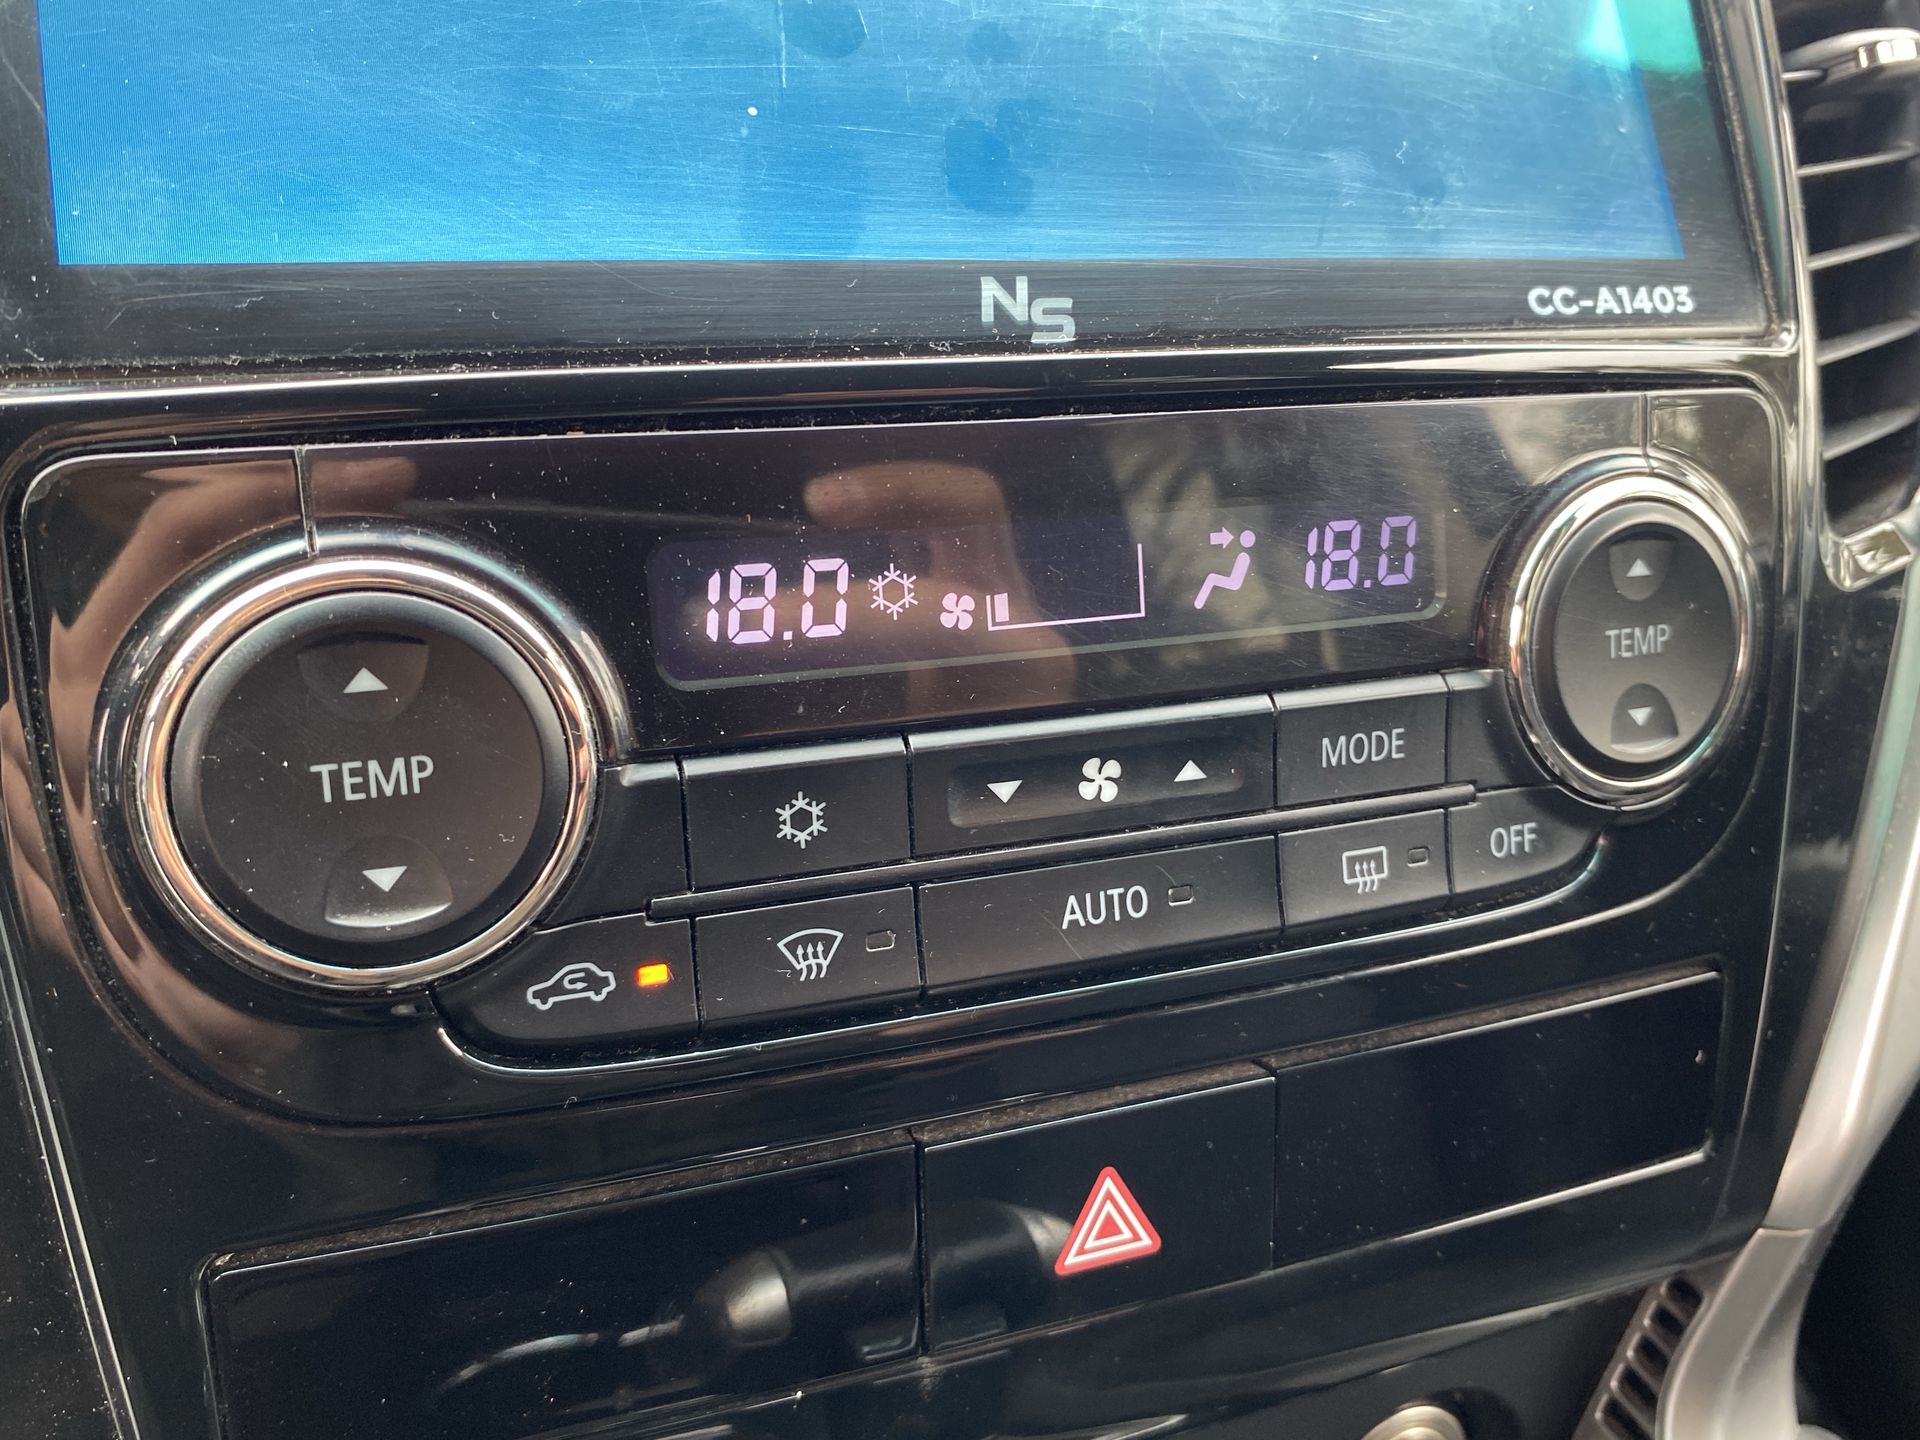 NS
CC-A1403
18.0
18.0
TEMP
TEMP
MODE
AUTO
OFF